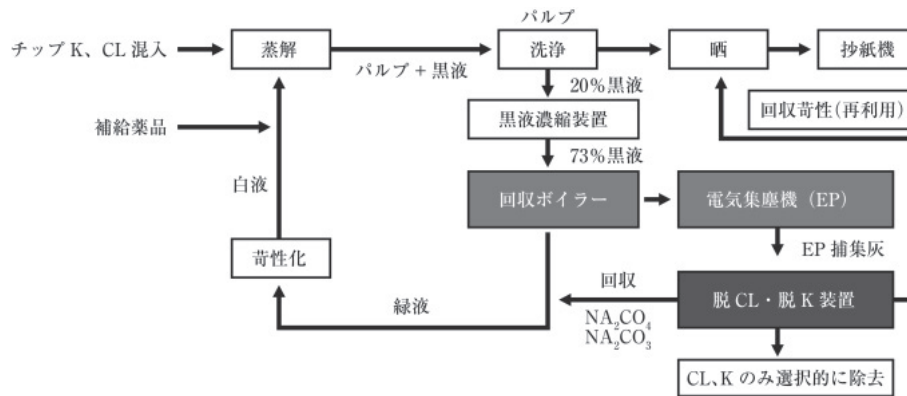 パルプ
チップ K、CL 混入
蒸解
洗浄
晒
抄紙機
パルプ + 黒液
20% 黒液
回収苛性(再利用)
補給薬品
黒液濃縮装置
73% 黒液
白液
回収ボイラー
電気集塵機（EP）
EP 捕集灰
苛性化
回収
脱 CL・脱 K 装置
緑液
NA₂CO₄
NA₂CO₃
CL、K のみ選択的に除去